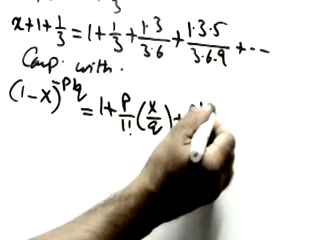 x+1+1/3 = 1+1/3+1·3/3·6+1·3·5/3·6·9+--
Comp. with.
(1-x)^-p/q = 1+p/1!(x/q)+